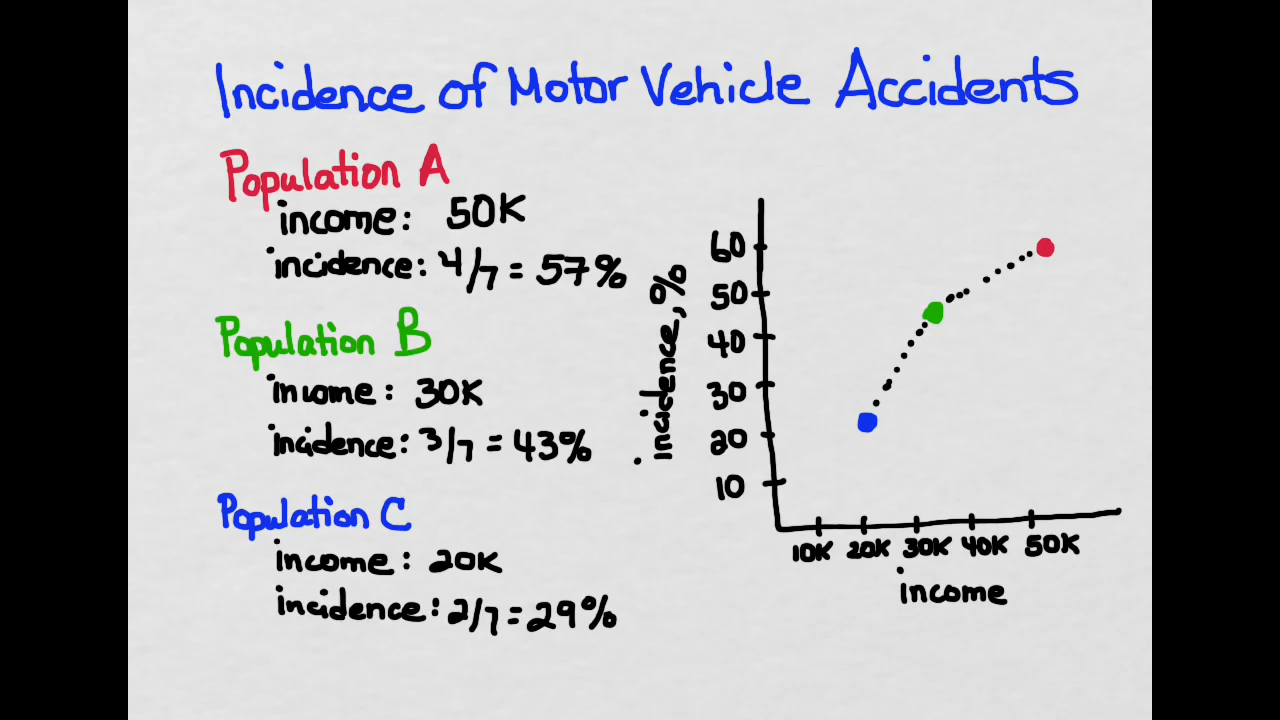 Incidence of Motor Vehicle Accidents
Population A
income: 50K
incidence: 4/7 = 57%
Population B
income: 30K
incidence: 3/7 = 43%
Population C
income: 20K
incidence: 2/7 = 29%
incidence, %
60
50
40
30
20
10
10K 20K 30K 40K 50K
income